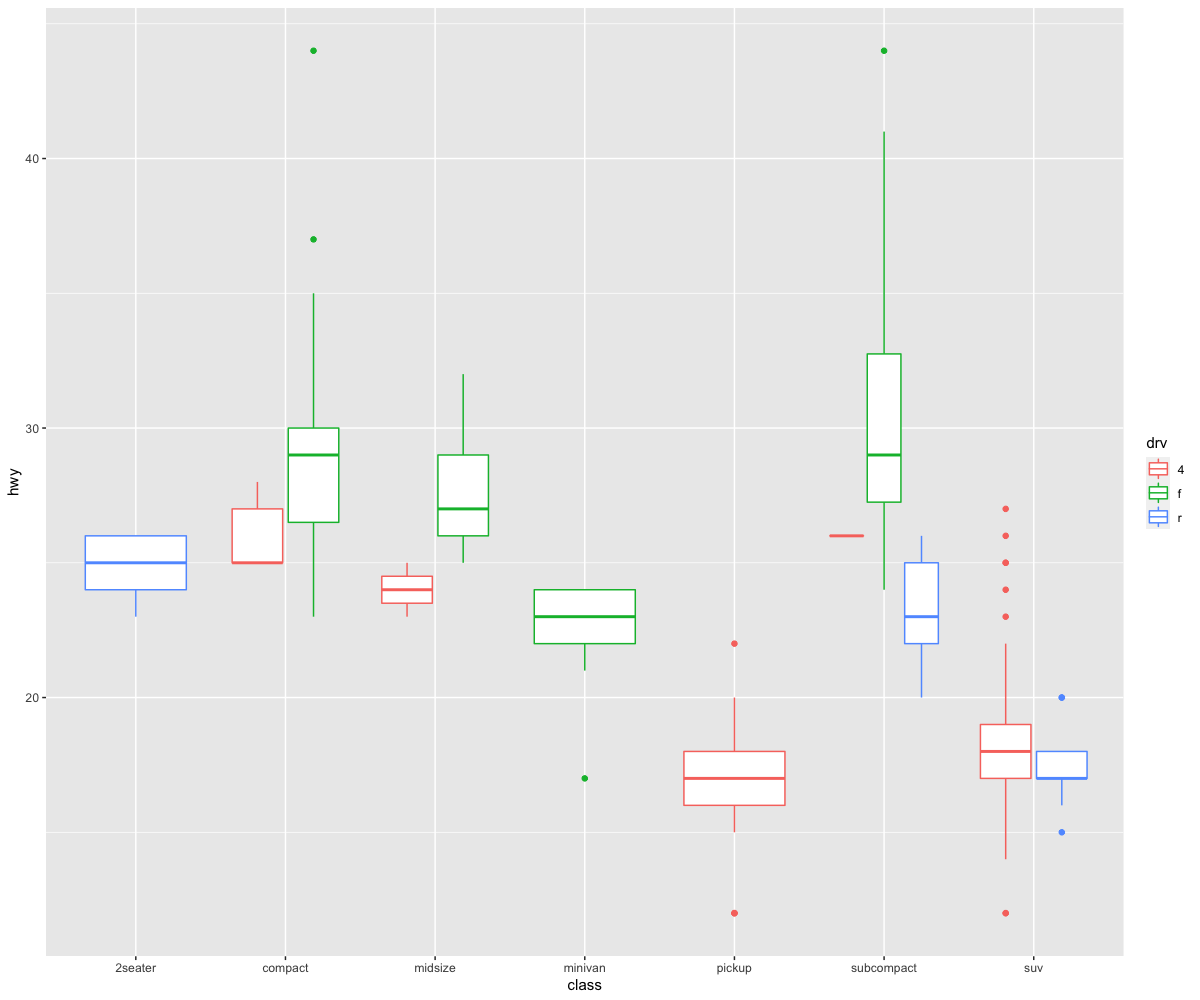 hwy
40
30
20
2seater compact midsize minivan pickup subcompact suv
class
drv
4
f
r